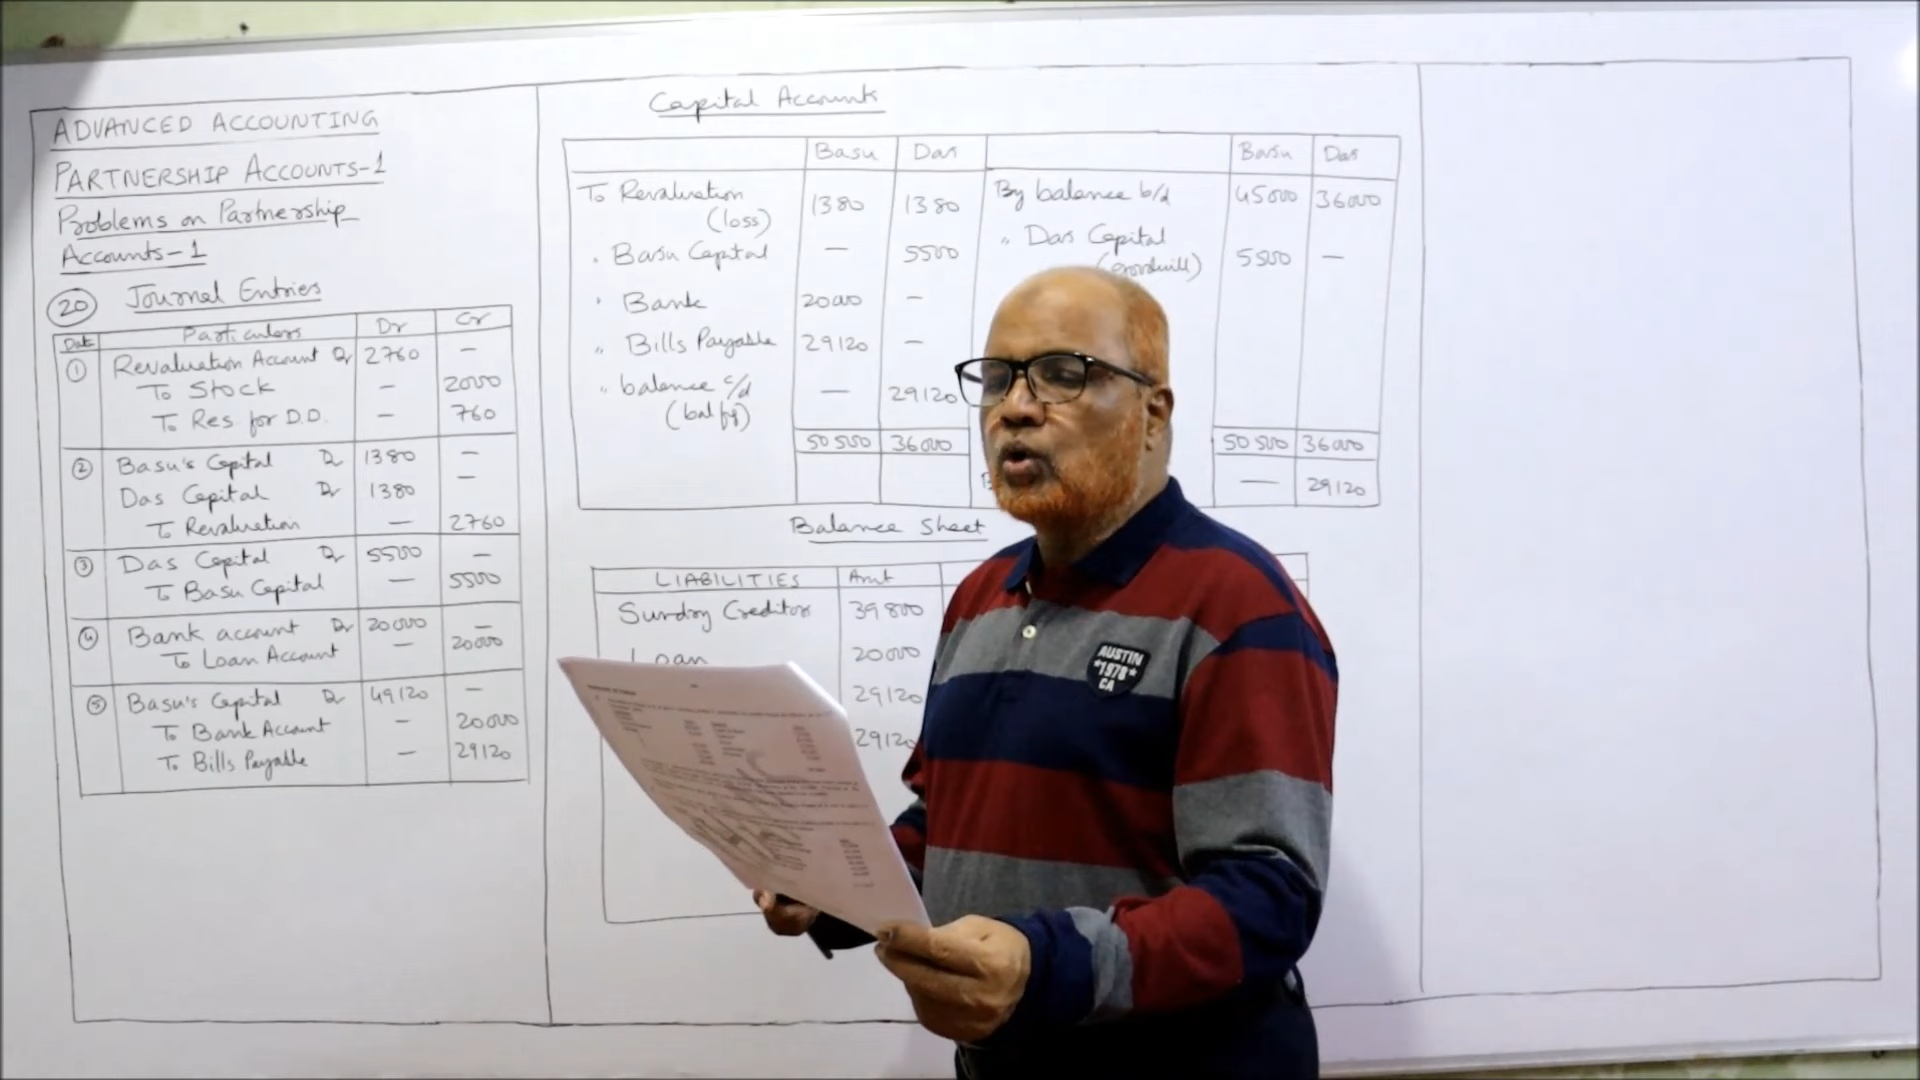 ADVANCED ACCOUNTING
PARTNERSHIP ACCOUNTS-1
Problems on Partnership
Accounts-1
20 Journal Entries
Date Particulars Dr Cr
1 Revaluation Account Dr 2760 —
To Stock — 2000
To Res. for D.D. — 760
2 Basu's Capital Dr 1380 —
Das Capital Dr 1380 —
To Revaluation — 2760
3 Das Capital Dr 5500 —
To Basu Capital — 5500
4 Bank account Dr 20000 —
To Loan Account — 20000
5 Basu's Capital Dr 49120 —
To Bank Account — 20000
To Bills Payable — 29120
Capital Account
Basu Das Basu Das
To Revaluation 1380 1380 By balance b/d 45000 36000
(loss)
" Basu Capital — 5500 " Das Capital 5500 —
(goodwill)
" Bank 20000 —
" Bills Payable 29120 —
" balance c/d — 29120
(bal fg)
50500 36000 50500 36000
— 29120
Balance Sheet
LIABILITIES Amt
Sundry Creditor 39800
Loan 20000
29120
29120
AUSTIN
★1978★
CA